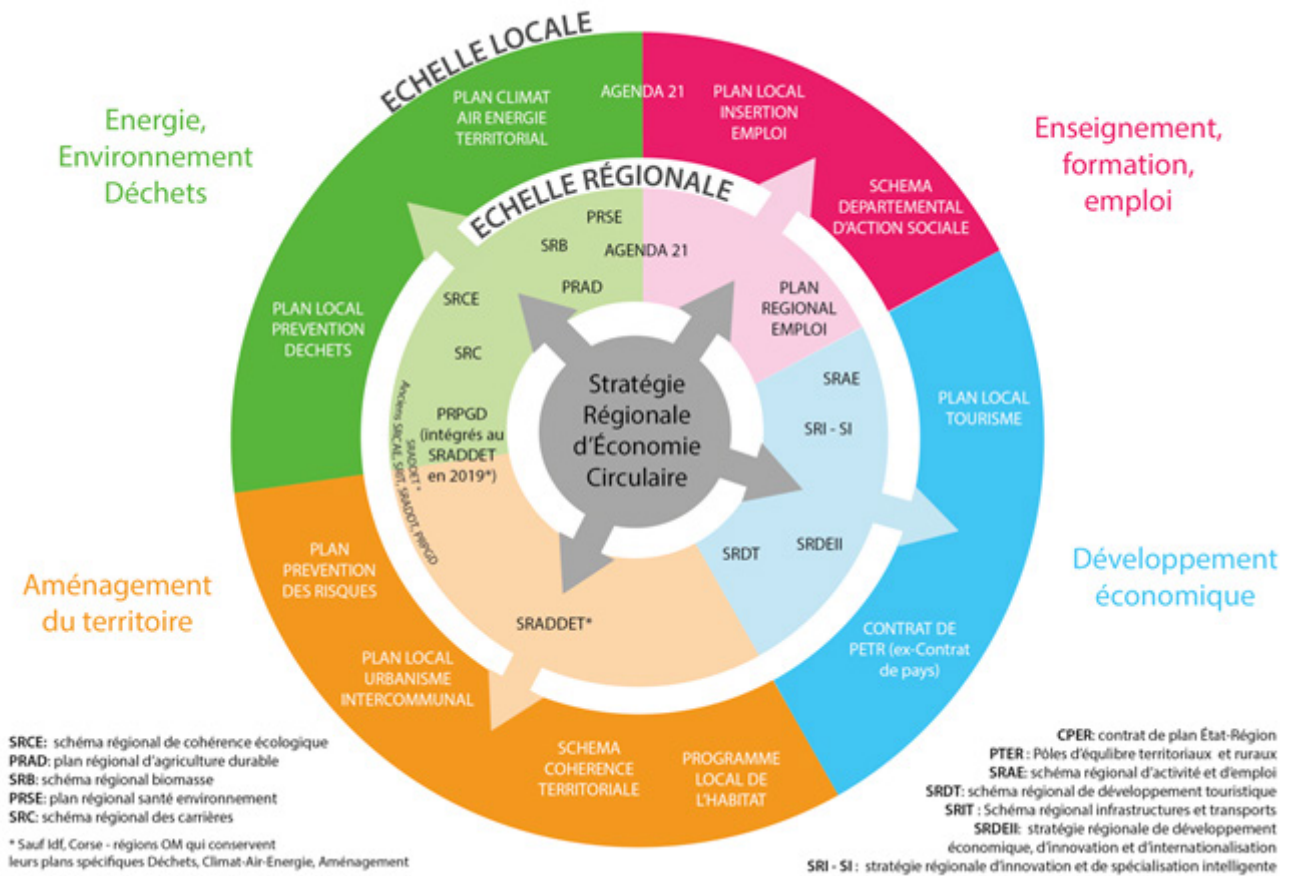 ECHELLE LOCALE
Energie,
Environnement
Déchets
PLAN CLIMAT
AIR ENERGIE
TERRITORIAL
AGENDA 21
PLAN LOCAL
INSERTION
EMPLOI
Enseignement,
formation,
emploi
SCHEMA
DEPARTEMENTAL
D'ACTION SOCIALE
ECHELLE RÉGIONALE
PRSE
SRB
AGENDA 21
PRAD
SRCE
SRC
PLAN
REGIONAL
EMPLOI
PLAN LOCAL
PREVENTION
DECHETS
PRPGD
(intégrés au
SRADDET
en 2019*)
SRADDET *
Anciens SRCAE, SRIT, SRADDT, PRPGD
Stratégie
Régionale
d'Économie
Circulaire
SRAE
SRI - SI
PLAN LOCAL
TOURISME
SRDT
SRDEII
Développement
économique
Aménagement
du territoire
PLAN
PREVENTION
DES RISQUES
SRADDET*
CONTRAT DE
PETR (ex-Contrat
de pays)
PLAN LOCAL
URBANISME
INTERCOMMUNAL
SCHEMA
COHERENCE
TERRITORIALE
PROGRAMME
LOCAL DE
L'HABITAT
SRCE: schéma régional de cohérence écologique
PRAD: plan régional d'agriculture durable
SRB: schéma régional biomasse
PRSE: plan régional santé environnement
SRC: schéma régional des carrières
* Sauf Idf, Corse - régions OM qui conservent
leurs plans spécifiques Déchets, Climat-Air-Energie, Aménagement
CPER: contrat de plan État-Région
PTER : Pôles d'équlibre territoriaux et ruraux
SRAE: schéma régional d'activité et d'emploi
SRDT: schéma régional de développement touristique
SRIT : Schéma régional infrastructures et transports
SRDEII: stratégie régionale de développement
économique, d'innovation et d'internationalisation
SRI - SI : stratégie régionale d'innovation et de spécialisation intelligente